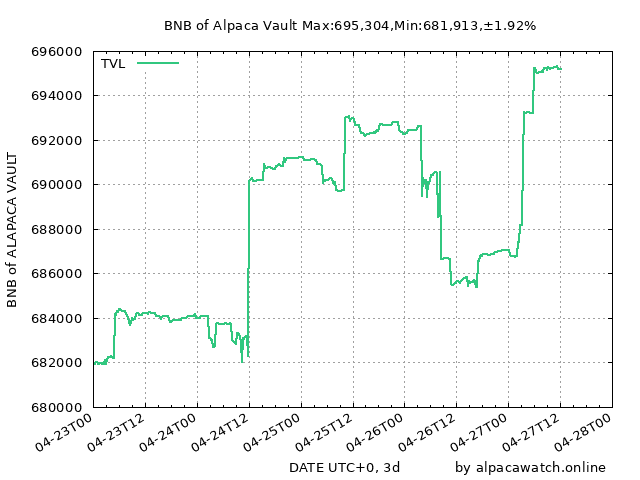 BNB of Alpaca Vault Max:695,304,Min:681,913,±1.92%
TVL
BNB of ALAPACA VAULT
696000
694000
692000
690000
688000
686000
684000
682000
680000
04-23T00
04-23T12
04-24T00
04-24T12
04-25T00
04-25T12
04-26T00
04-26T12
04-27T00
04-27T12
04-28T00
DATE UTC+0, 3d
by alpacawatch.online